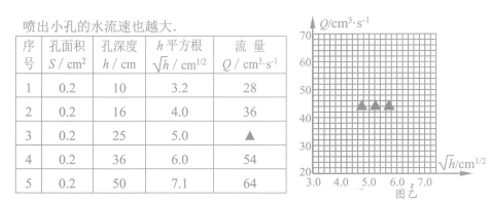 喷出小孔的水流速也越大.
序号 孔面积 S / cm² 孔深度 h / cm h 平方根 √h / cm^1/2 流 量 Q / cm³·s⁻¹
1 0.2 10 3.2 28
2 0.2 16 4.0 36
3 0.2 25 5.0 ▲
4 0.2 36 6.0 54
5 0.2 50 7.1 64
Q/cm³·s⁻¹
70
60
50
40
30
20
3.0 4.0 5.0 6.0 7.0
√h/cm^1/2
图乙